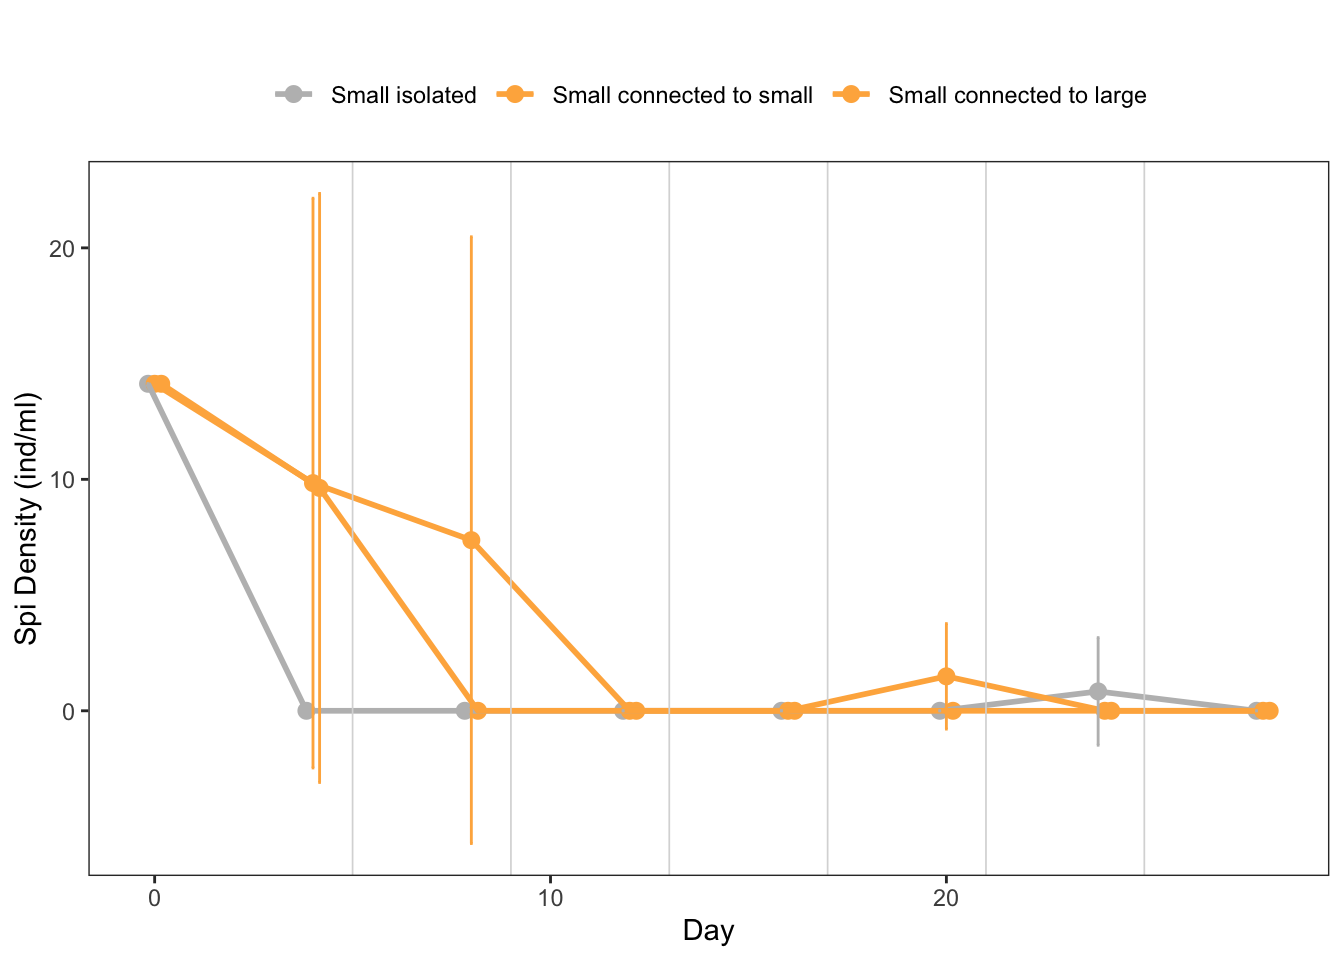 Small isolated Small connected to small Small connected to large
20
10
0
Spi Density (ind/ml)
0 10 20
Day